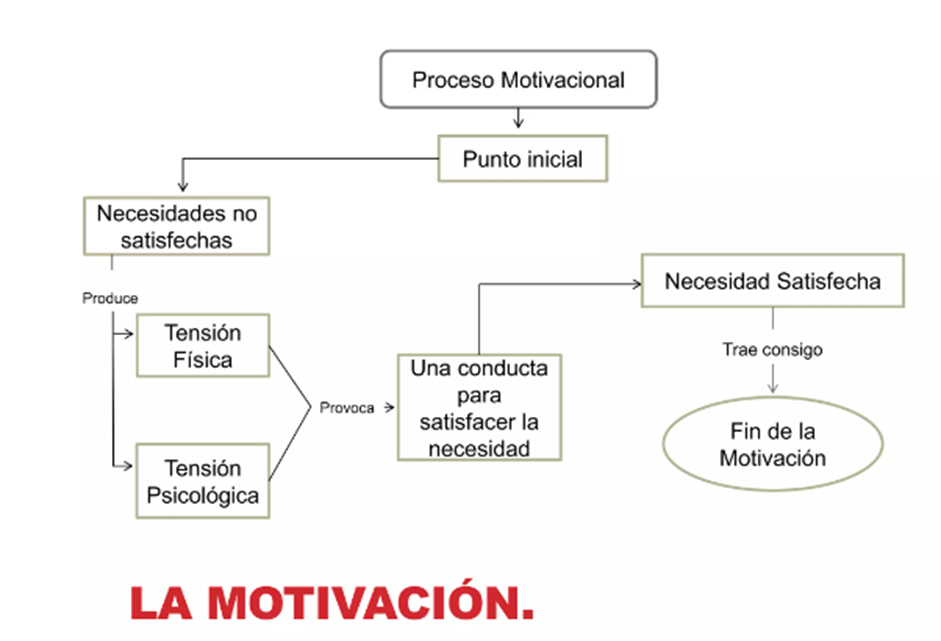 Proceso Motivacional
Punto inicial
Necesidades no
satisfechas
Produce
Tensión
Física
Tensión
Psicológica
Provoca
Una conducta
para
satisfacer la
necesidad
Necesidad Satisfecha
Trae consigo
Fin de la
Motivación
LA MOTIVACIÓN.